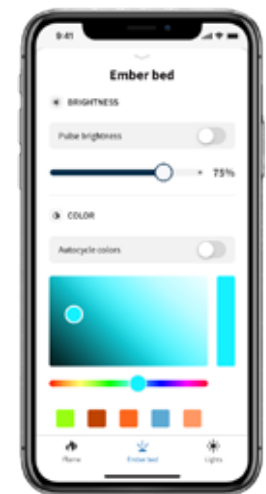 9:41
Ember bed
BRIGHTNESS
Pulse brightness
75%
COLOR
Autocycle colors
Flame Ember bed Lights